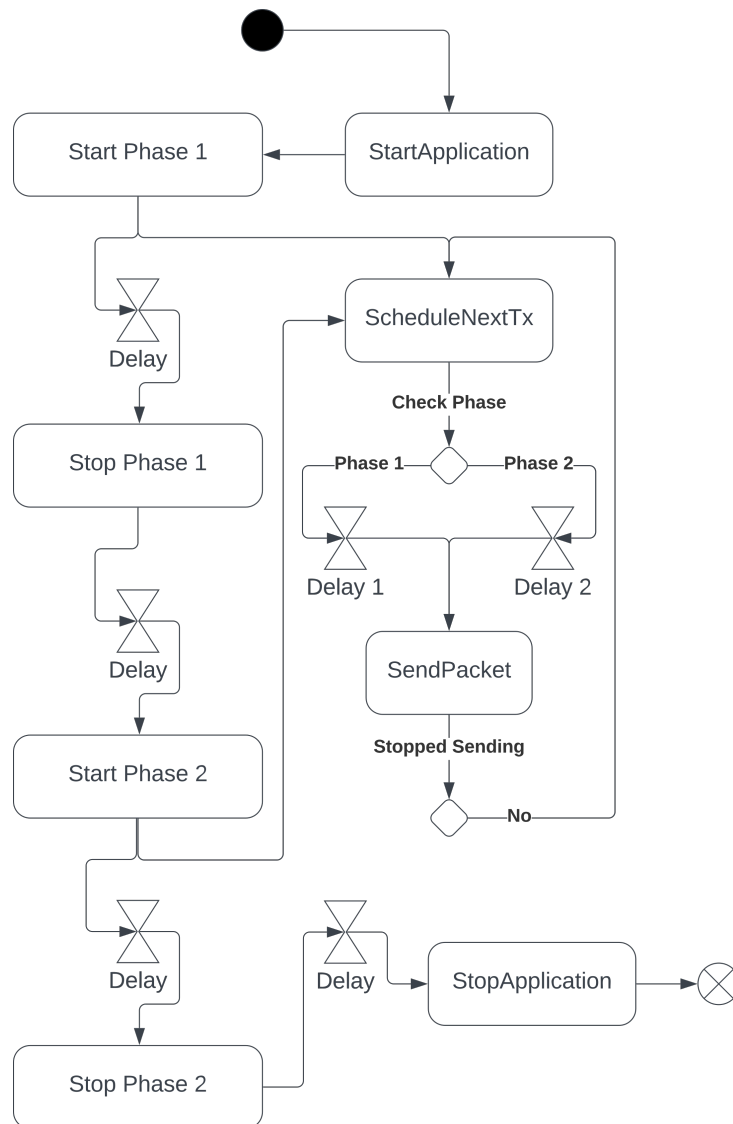 Start Phase 1
StartApplication
Delay
ScheduleNextTx
Check Phase
Stop Phase 1
Phase 1
Phase 2
Delay 1
Delay 2
Delay
SendPacket
Stopped Sending
Start Phase 2
No
Delay
Delay
StopApplication
Stop Phase 2